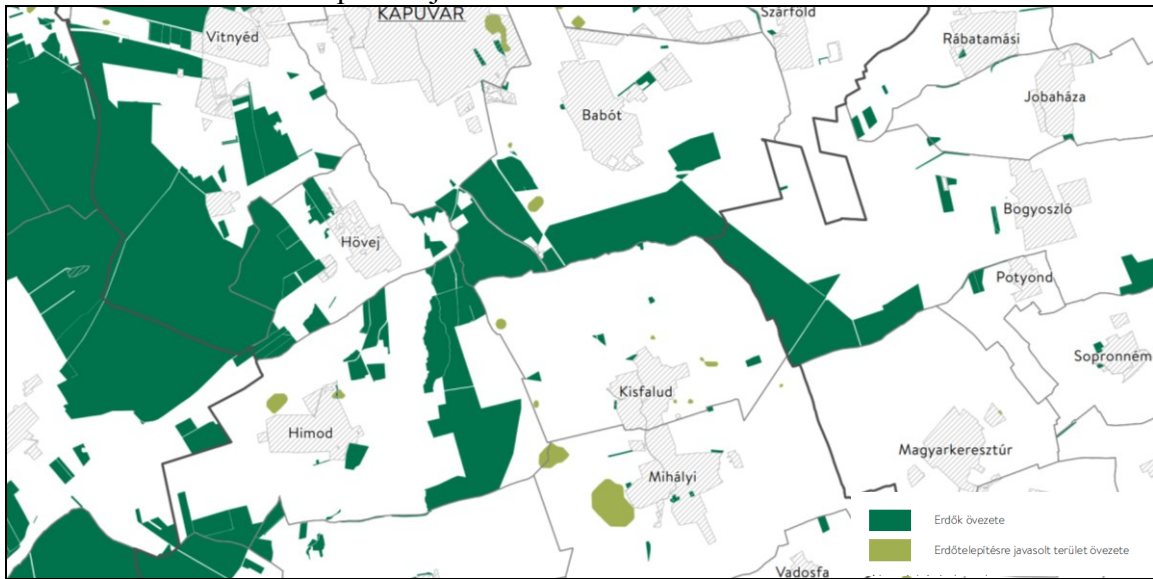 KAPUVÁR
Szárföld
Vitnyéd
Rábatamási
Jobaháza
Babót
Bogyoszló
Hövej
Potyond
Sopronném
Kisfalud
Himod
Magyarkeresztúr
Mihályi
Erdők övezete
Erdőtelepítésre javasolt terület övezete
Vadosfa